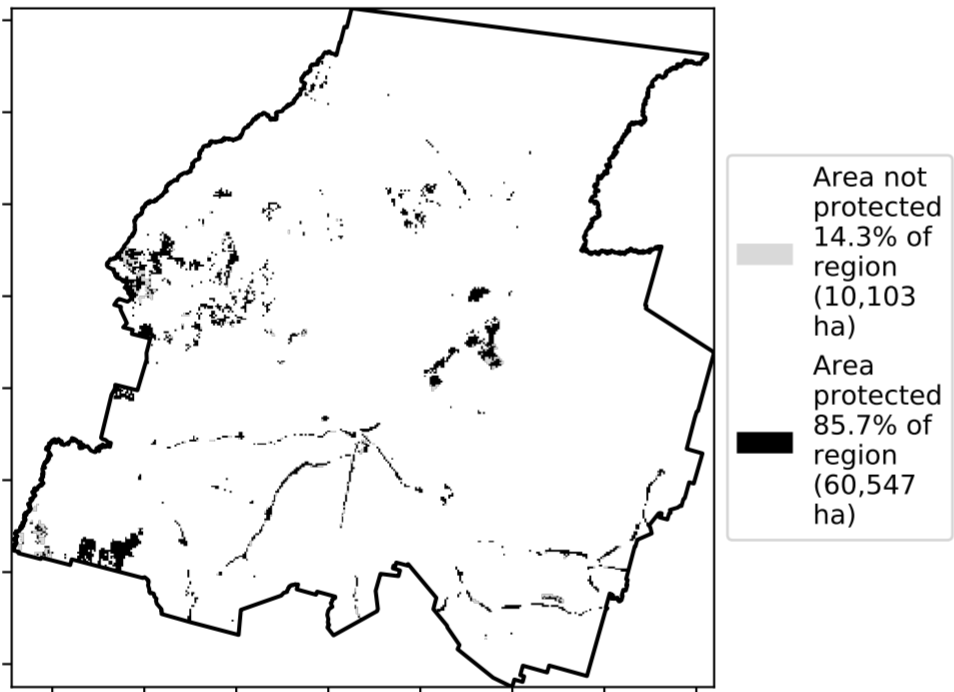 Area not
protected
14.3% of
region
(10,103
ha)
Area
protected
85.7% of
region
(60,547
ha)